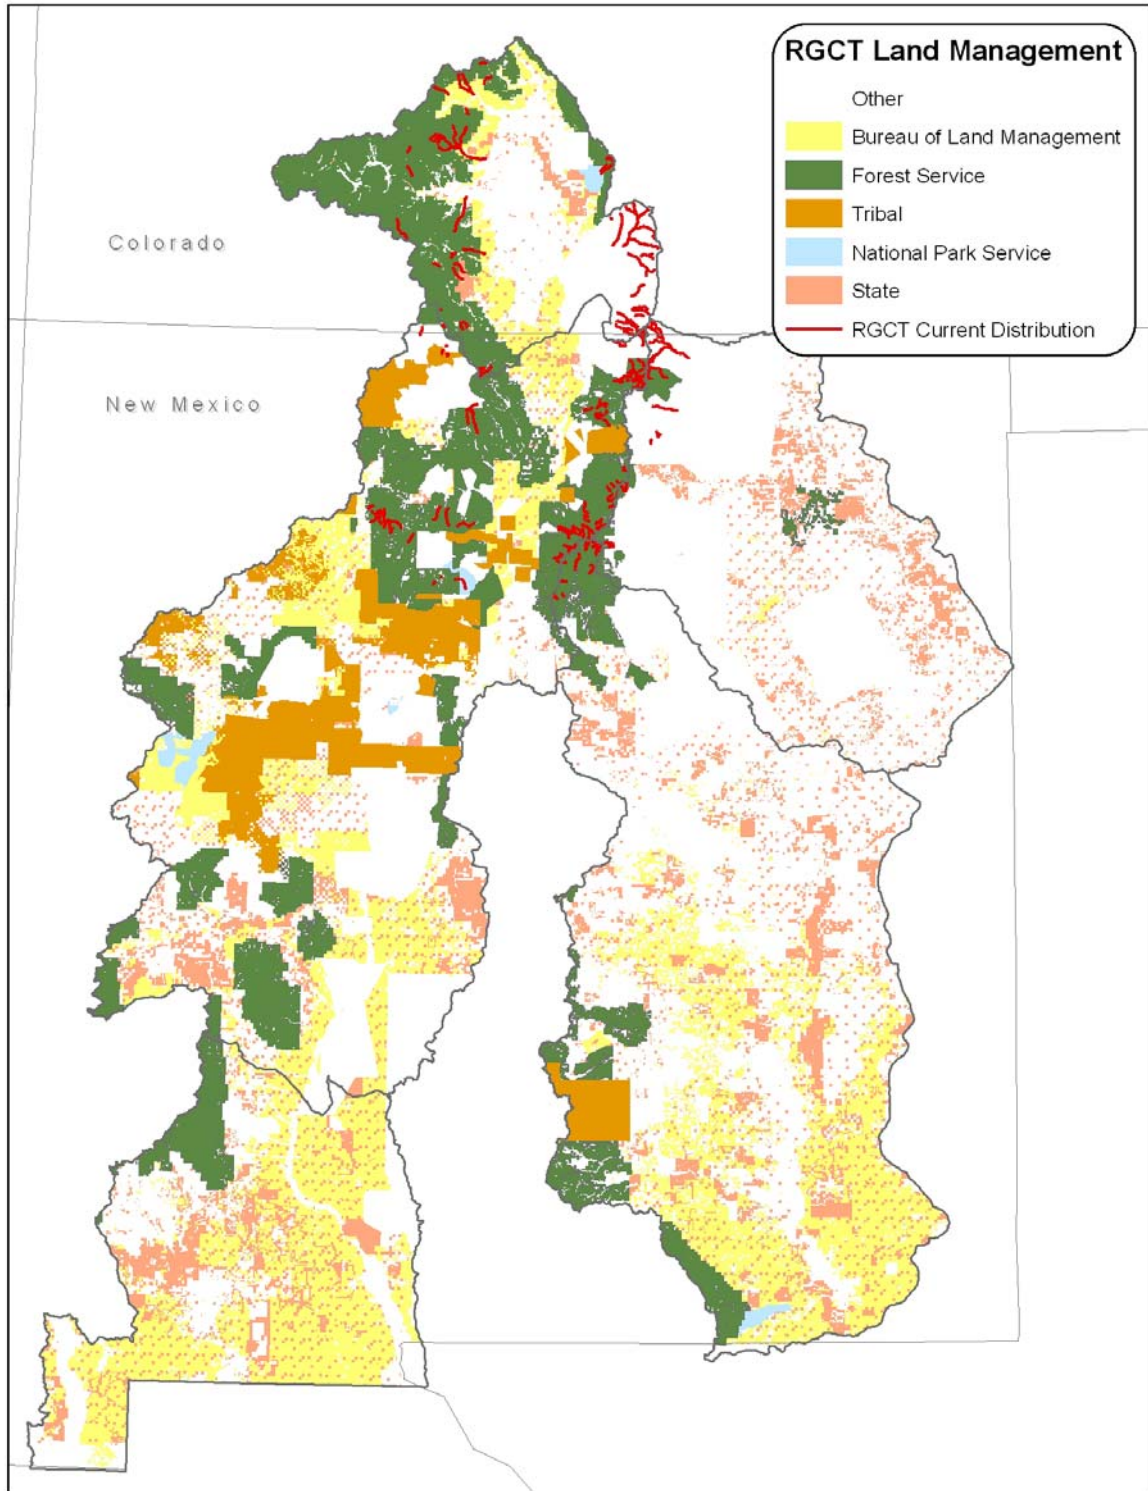 RGCT Land Management
Other
Bureau of Land Management
Forest Service
Tribal
National Park Service
State
RGCT Current Distribution
Colorado
New Mexico